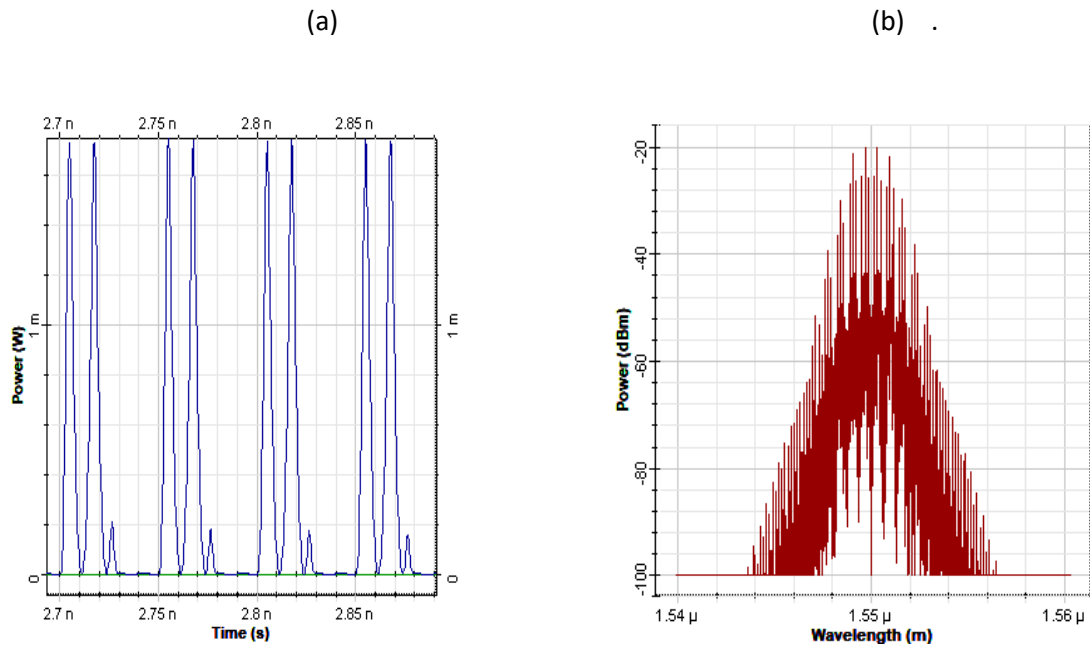 (a)
(b) .
2.7 n 2.75 n 2.8 n 2.85 n
Power (W)
1 m
0
1 m
0
2.7 n 2.75 n 2.8 n 2.85 n
Time (s)
Power (dBm)
-20
-40
-60
-80
-100
1.54 µ 1.55 µ 1.56 µ
Wavelength (m)